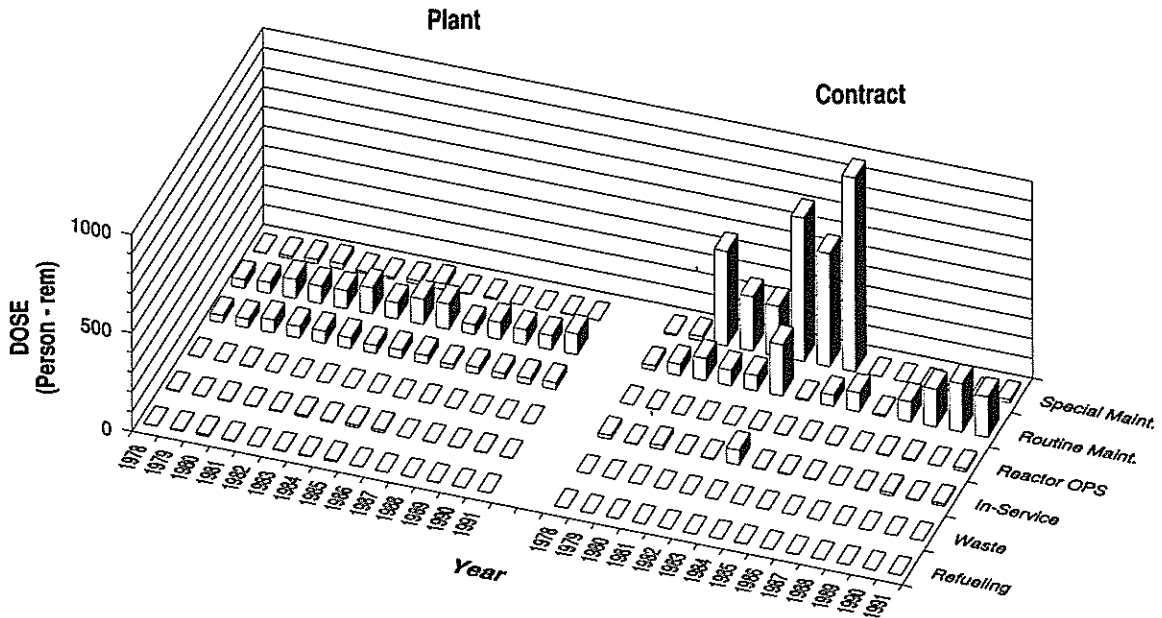 Plant
Contract
1000
500
0
DOSE
(Person - rem)
1978
1979
1980
1981
1982
1983
1984
1985
1986
1987
1988
1989
1990
1991
1978
1979
1980
1981
1982
1983
1984
1985
1986
1987
1988
1989
1990
1991
Year
Special Maint.
Routine Maint.
Reactor OPS
In-Service
Waste
Refueling